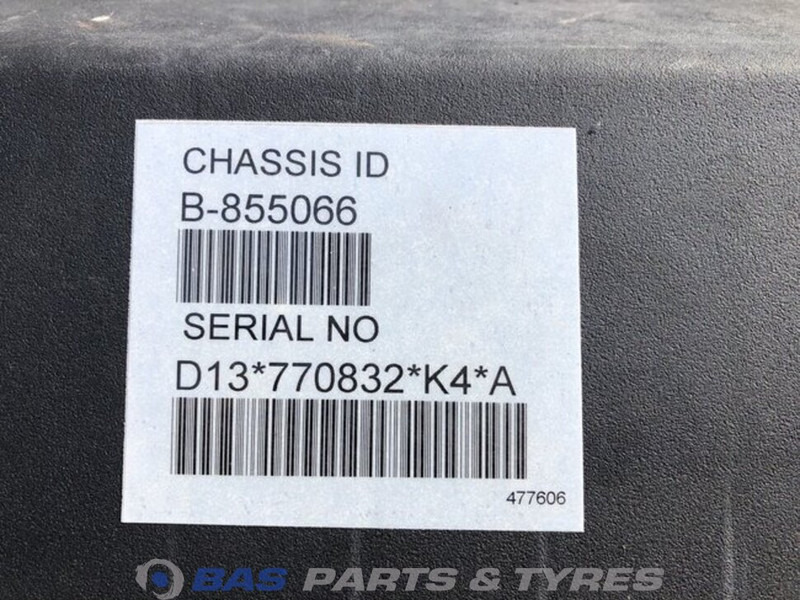 CHASSIS ID
B-855066
SERIAL NO
D13*770832*K4*A
477606
BAS PARTS & TYRES